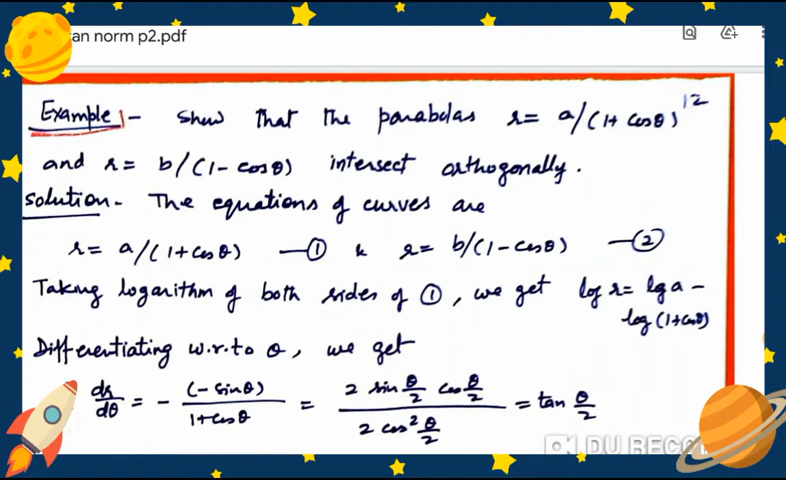 an norm p2.pdf
Example:- Show that the parabolas r = a/(1+cosθ) 12
and r = b/(1-cosθ) intersect orthogonally.
Solution- The equations of curves are
r = a/(1+cosθ) —① & r = b/(1-cosθ) —②
Taking logarithm of both sides of ①, we get log r = log a -
log(1+cosθ)
Differentiating w.r.to θ, we get
dr/dθ = - (-sinθ)/(1+cosθ) = (2 sin θ/2 cos θ/2)/(2 cos² θ/2) = tan θ/2
DU RECO